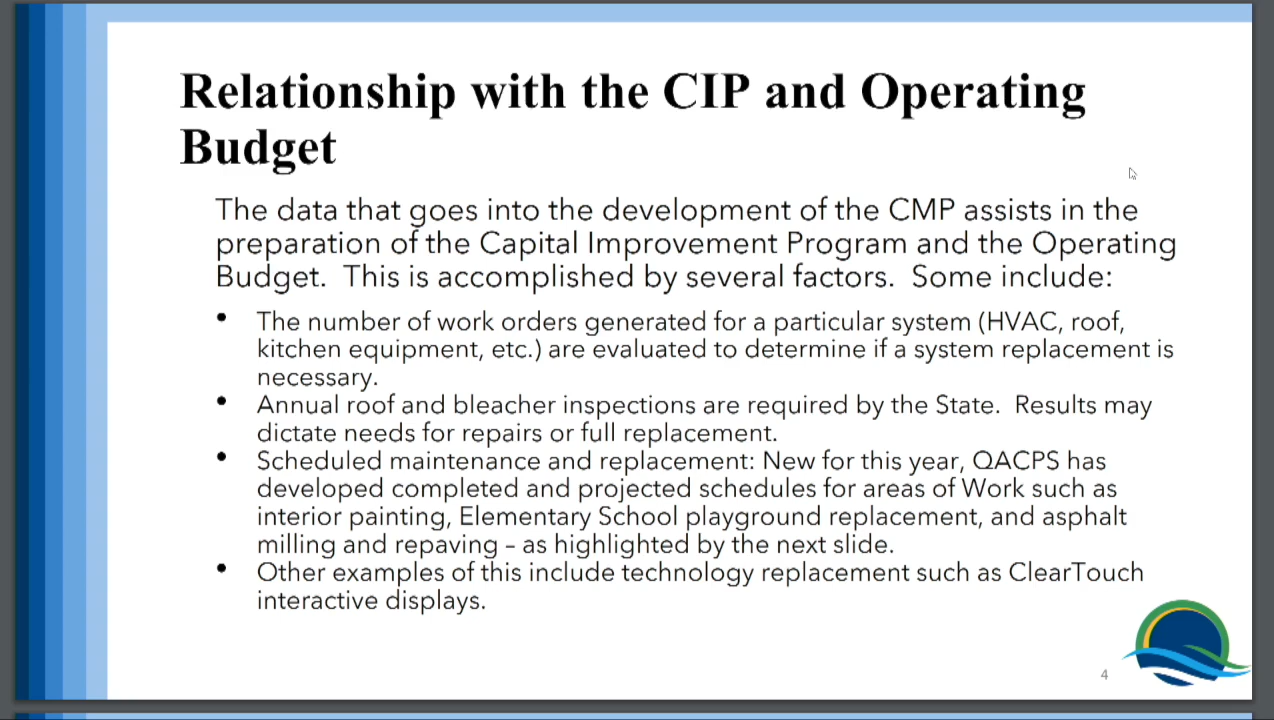 Relationship with the CIP and Operating
Budget
The data that goes into the development of the CMP assists in the
preparation of the Capital Improvement Program and the Operating
Budget.  This is accomplished by several factors.  Some include:
• The number of work orders generated for a particular system (HVAC, roof,
kitchen equipment, etc.) are evaluated to determine if a system replacement is
necessary.
• Annual roof and bleacher inspections are required by the State.  Results may
dictate needs for repairs or full replacement.
• Scheduled maintenance and replacement: New for this year, QACPS has
developed completed and projected schedules for areas of Work such as
interior painting, Elementary School playground replacement, and asphalt
milling and repaving – as highlighted by the next slide.
• Other examples of this include technology replacement such as ClearTouch
interactive displays.
4